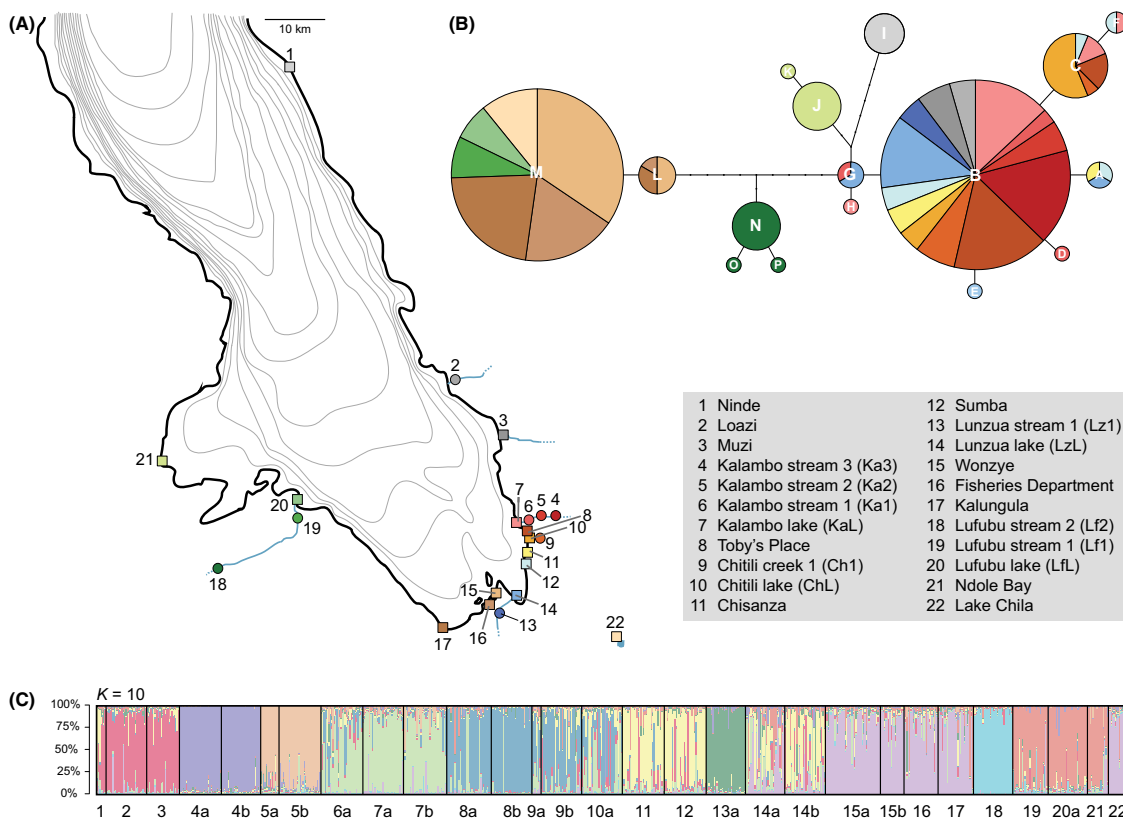 (A)
10 km
(B)
1
2
3
4
5
6
7
8
9
10
11
12
13
14
15
16
17
18
19
20
21
22
A
B
C
D
E
F
G
H
I
J
K
L
M
N
O
P
1 Ninde
2 Loazi
3 Muzi
4 Kalambo stream 3 (Ka3)
5 Kalambo stream 2 (Ka2)
6 Kalambo stream 1 (Ka1)
7 Kalambo lake (KaL)
8 Toby's Place
9 Chitili creek 1 (Ch1)
10 Chitili lake (ChL)
11 Chisanza
12 Sumba
13 Lunzua stream 1 (Lz1)
14 Lunzua lake (LzL)
15 Wonzye
16 Fisheries Department
17 Kalungula
18 Lufubu stream 2 (Lf2)
19 Lufubu stream 1 (Lf1)
20 Lufubu lake (LfL)
21 Ndole Bay
22 Lake Chila
(C)
K = 10
100%
75%
50%
25%
0%
1 2 3 4a 4b 5a 5b 6a 7a 7b 8a 8b 9a 9b 10a 11 12 13a 14a 14b 15a 15b 16 17 18 19 20a 21 22